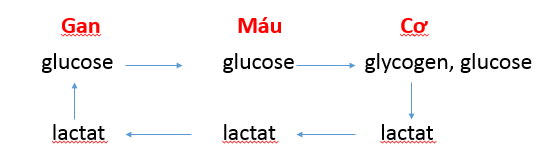 Gan Máu Cơ
glucose glucose glycogen, glucose
lactat lactat lactat